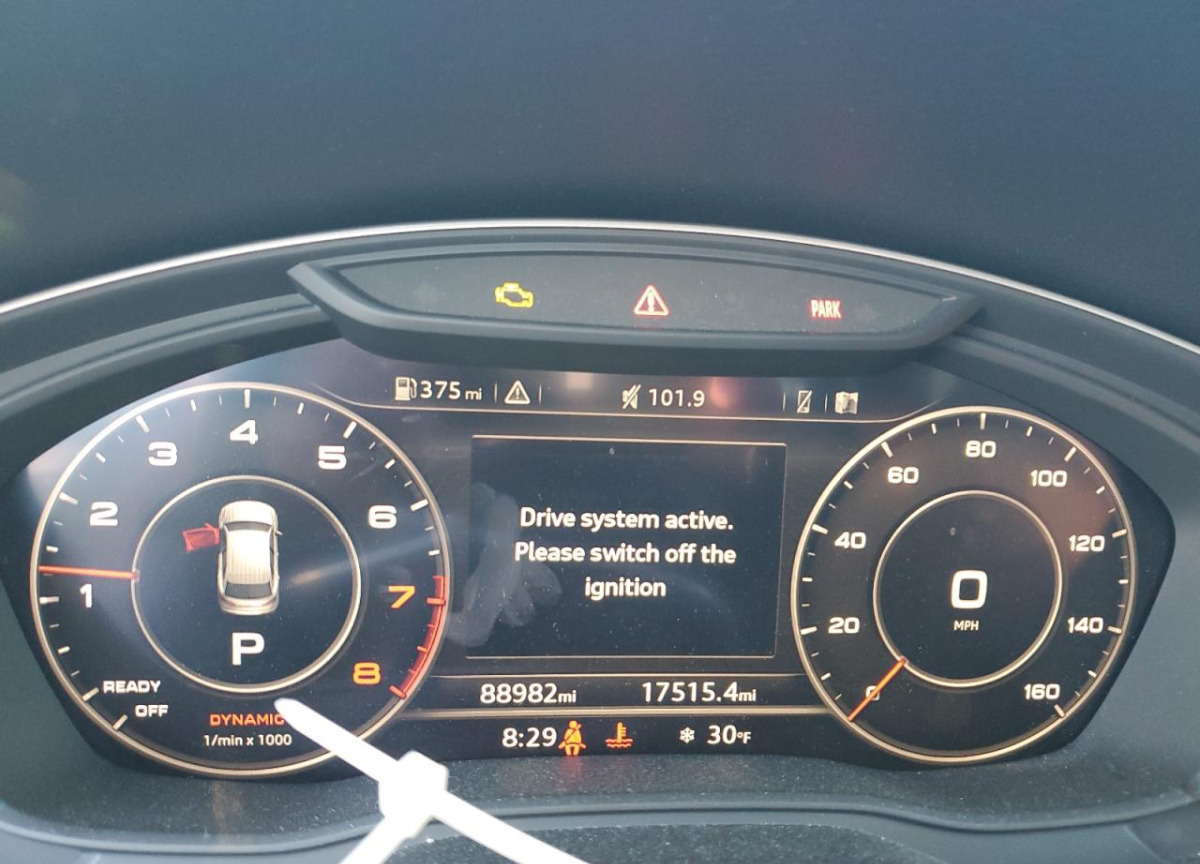 PARK
375 mi
101.9
1
2
3
4
5
6
7
8
P
READY
OFF
DYNAMIC
1/min x 1000
Drive system active.
Please switch off the
ignition
88982mi 17515.4mi
8:29
30°F
0
20
40
60
80
100
120
140
160
0
MPH